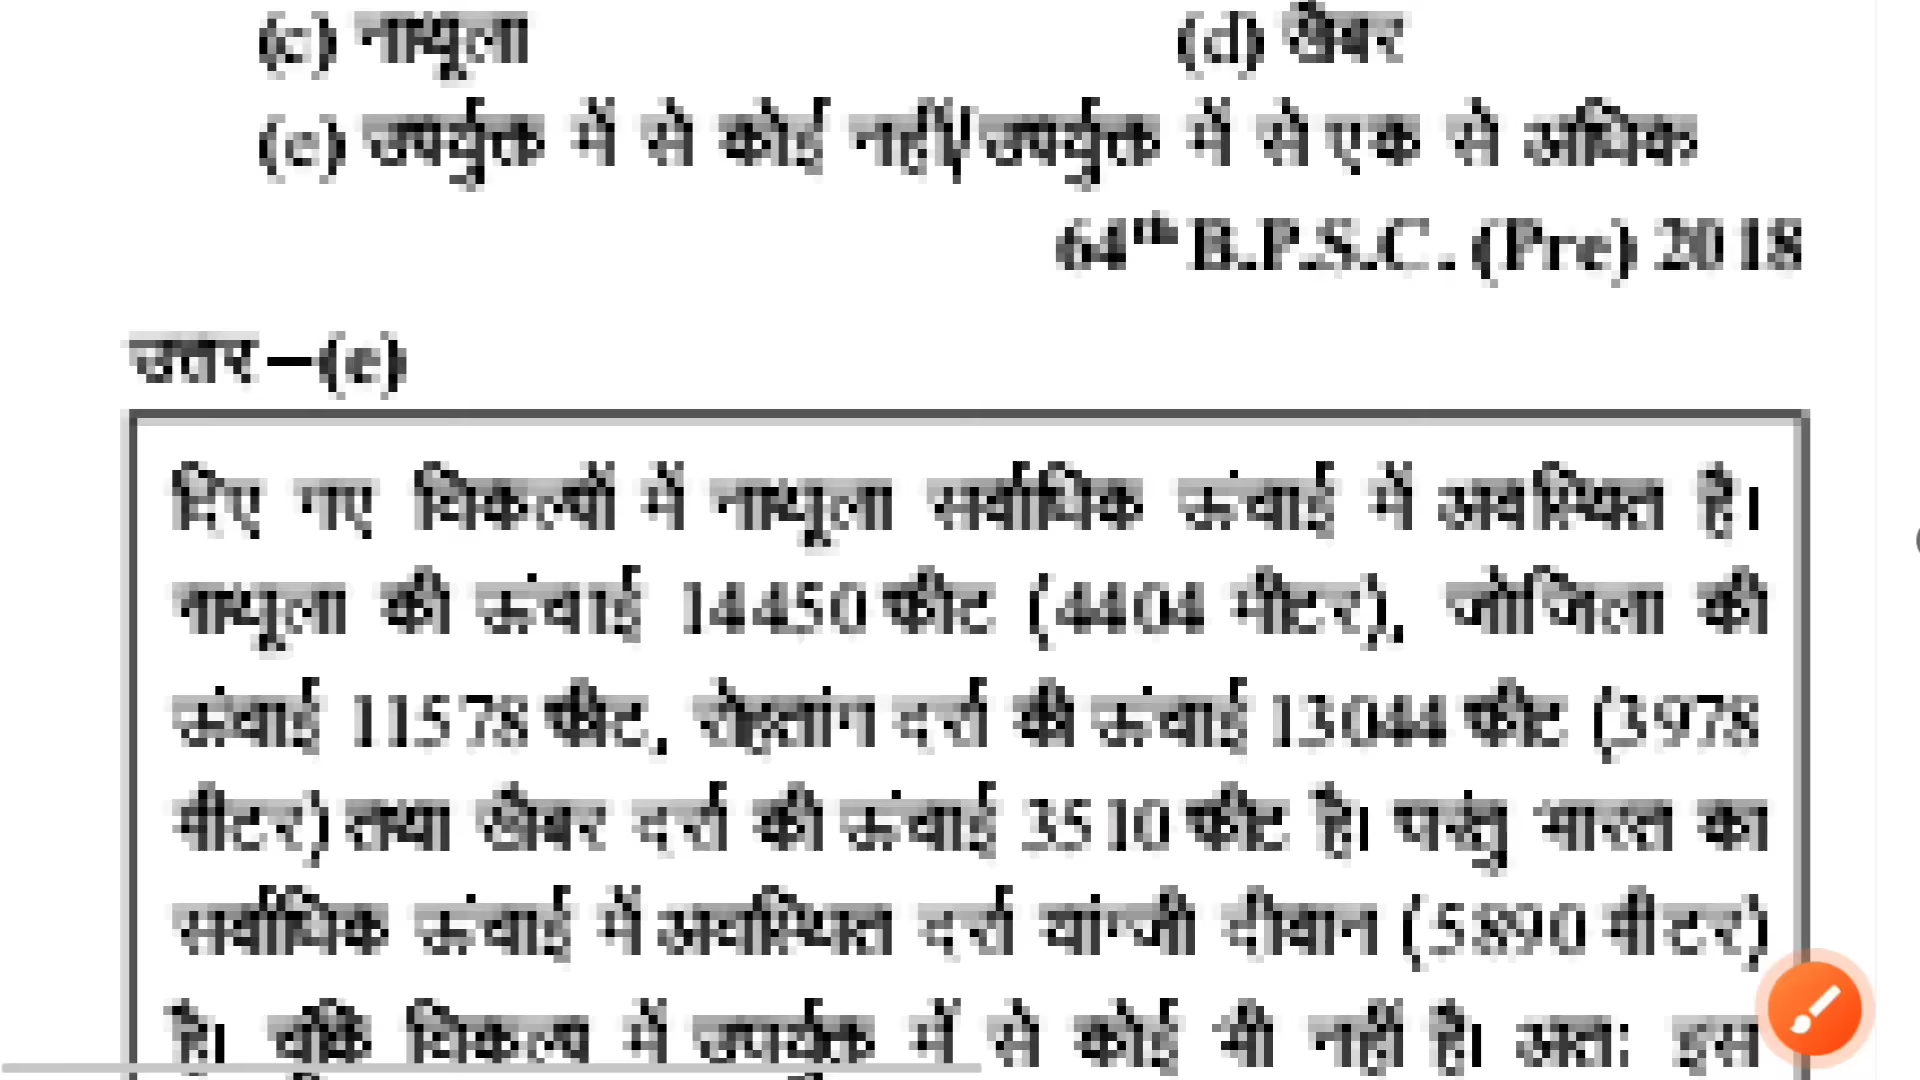 (c) नाथूला (d) खैबर
(e) उपर्युक्त में से कोई नहीं/उपर्युक्त में से एक से अधिक
64th B.P.S.C. (Pre) 2018
उत्तर—(e)
दिए गए विकल्पों में नाथूला सर्वाधिक ऊंचाई में अवस्थित है।
नाथूला की ऊंचाई 14450 फीट (4404 मीटर), जोजिला की
ऊंचाई 11578 फीट, रोहतांग दर्रा की ऊंचाई 13044 फीट (3978
मीटर) तथा खैबर दर्रा की ऊंचाई 3510 फीट है। परंतु भारत का
सर्वाधिक ऊंचाई में अवस्थित दर्रा यांग्जी दीवान (5890 मीटर)
है। चूंकि विकल्प में उपर्युक्त में से कोई भी नहीं है। अतः इस